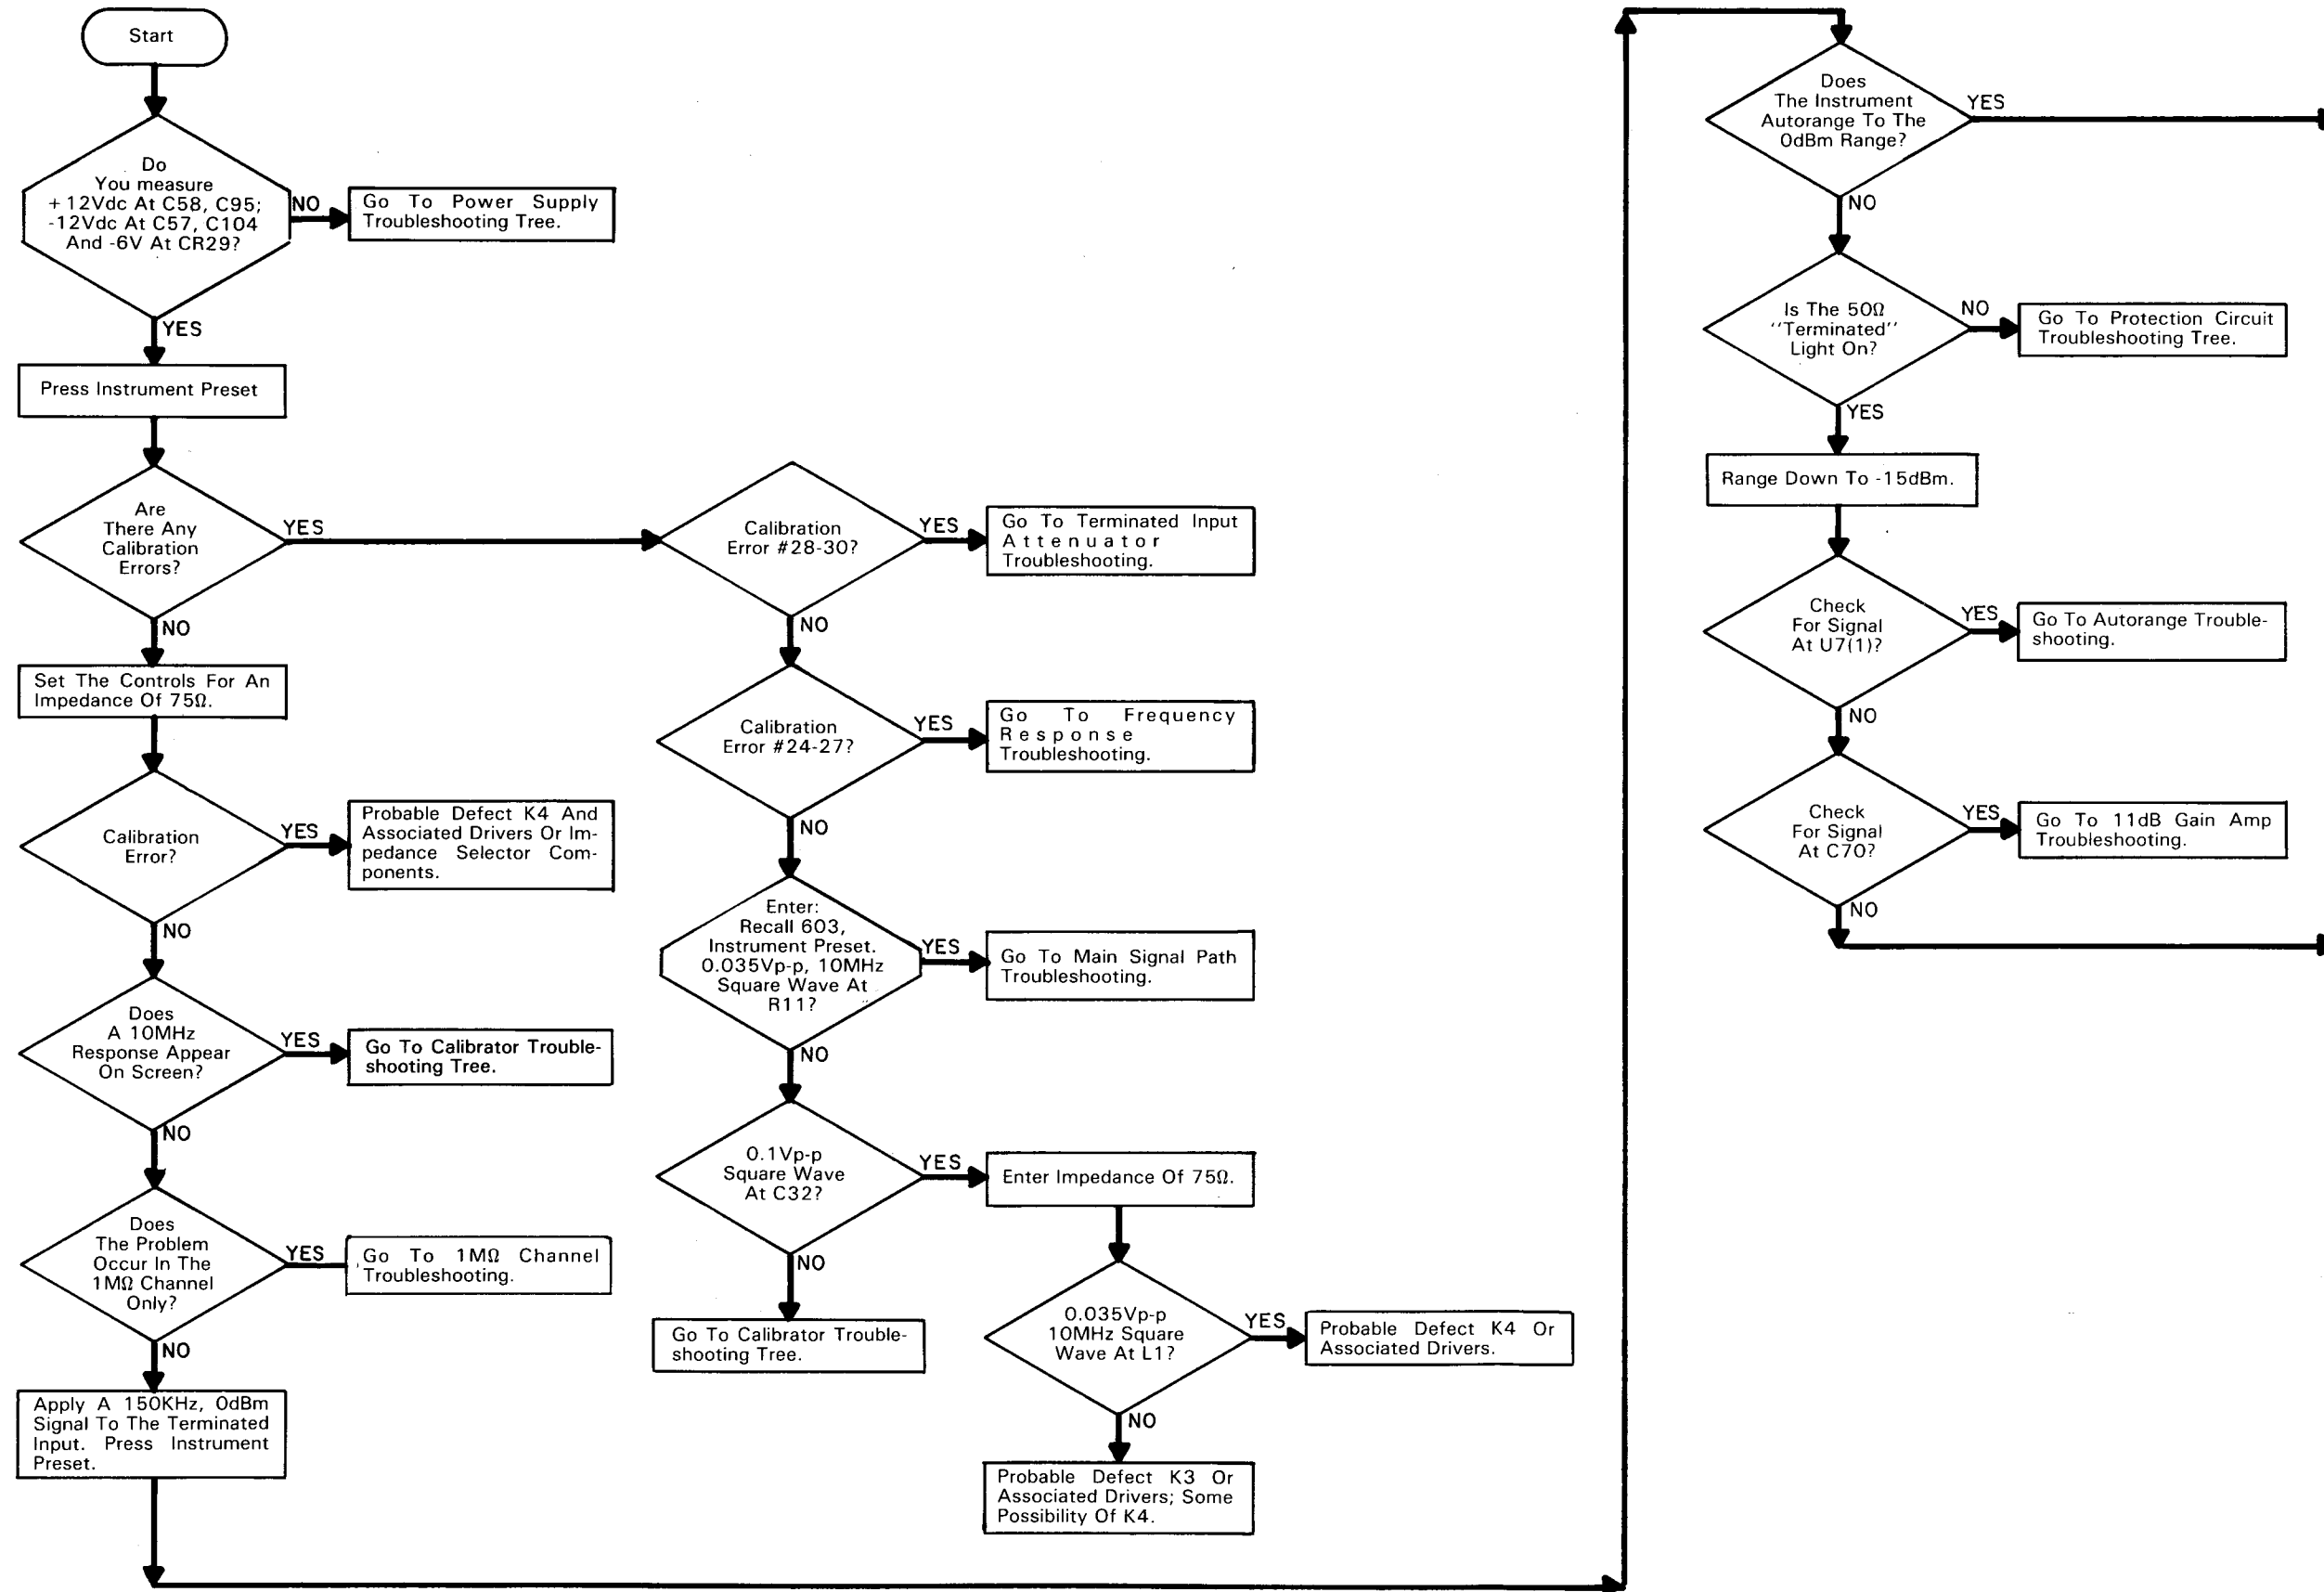 Start
Do
You measure
+12Vdc At C58, C95;
-12Vdc At C57, C104
And -6V At CR29?
NO
Go To Power Supply
Troubleshooting Tree.
YES
Press Instrument Preset
Are
There Any
Calibration
Errors?
YES
NO
Set The Controls For An
Impedance Of 75Ω.
Calibration
Error?
YES
Probable Defect K4 And
Associated Drivers Or Im-
pedance Selector Com-
ponents.
NO
Does
A 10MHz
Response Appear
On Screen?
YES
Go To Calibrator Trouble-
shooting Tree.
NO
Does
The Problem
Occur In The
1MΩ Channel
Only?
YES
Go To 1MΩ Channel
Troubleshooting.
NO
Apply A 150KHz, 0dBm
Signal To The Terminated
Input. Press Instrument
Preset.
Calibration
Error #28-30?
YES
Go To Terminated Input
Attenuator
Troubleshooting.
NO
Calibration
Error #24-27?
YES
Go To Frequency
Response
Troubleshooting.
NO
Enter:
Recall 603,
Instrument Preset.
0.035Vp-p, 10MHz
Square Wave At
R11?
YES
Go To Main Signal Path
Troubleshooting.
NO
0.1Vp-p
Square Wave
At C32?
YES
Enter Impedance Of 75Ω.
NO
Go To Calibrator Trouble-
shooting Tree.
0.035Vp-p
10MHz Square
Wave At L1?
YES
Probable Defect K4 Or
Associated Drivers.
NO
Probable Defect K3 Or
Associated Drivers; Some
Possibility Of K4.
Does
The Instrument
Autorange To The
0dBm Range?
YES
NO
Is The 50Ω
''Terminated''
Light On?
NO
Go To Protection Circuit
Troubleshooting Tree.
YES
Range Down To -15dBm.
Check
For Signal
At U7(1)?
YES
Go To Autorange Trouble-
shooting.
NO
Check
For Signal
At C70?
YES
Go To 11dB Gain Amp
Troubleshooting.
NO